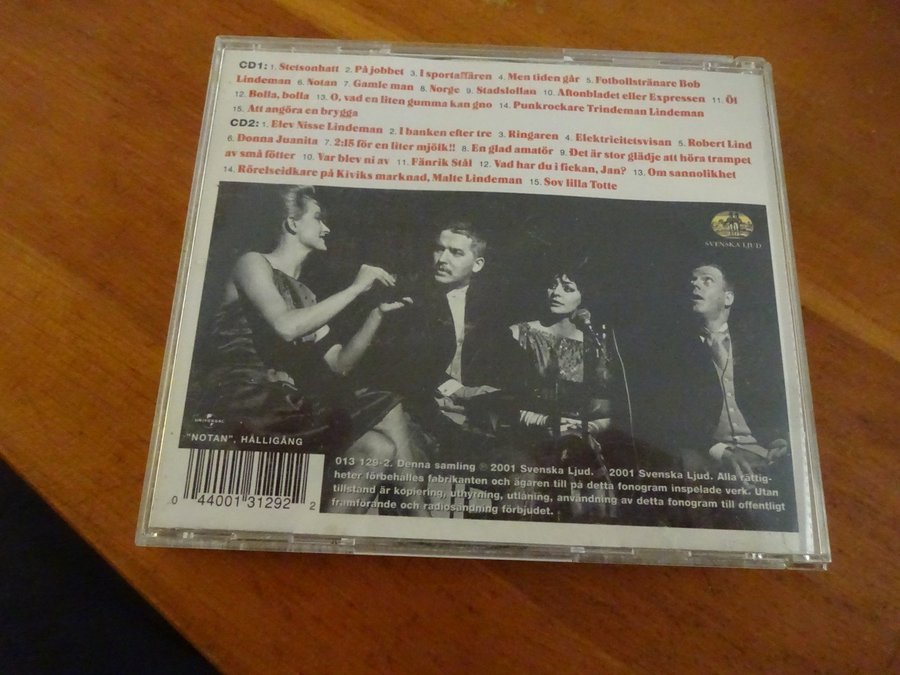 CD1: 1. Stetsonhatt 2. På jobbet 3. I sportaffären 4. Men tiden går 5. Fotbollstränare Bob
Lindeman 6. Notan 7. Gamle man 8. Norge 9. Stadslollan 10. Aftonbladet eller Expressen 11. Öl
12. Bolla, bolla 13. O, vad en liten gumma kan gno 14. Punkrockare Trindeman Lindeman
15. Att angöra en brygga
CD2: 1. Elev Nisse Lindeman 2. I banken efter tre 3. Ringaren 4. Elektricitetsvisan 5. Robert Lind
6. Donna Juanita 7. 2:15 för en liter mjölk!! 8. En glad amatör 9. Det är stor glädje att höra trampet
av små fötter 10. Var blev ni av 11. Fänrik Stål 12. Vad har du i fickan, Jan? 13. Om sannolikhet
14. Rörelseidkare på Kiviks marknad, Malte Lindeman 15. Sov lilla Totte
SVENSKA LJUD
UNIVERSAL
"NOTAN", HÅLLIGÅNG
013 129-2. Denna samling ℗ 2001 Svenska Ljud. 2001 Svenska Ljud. Alla rättig-
heter förbehålles fabrikanten och ägaren till på detta fonogram inspelade verk. Utan
tillstånd är kopiering, uthyrning, utlåning, användning av detta fonogram till offentligt
framförande och radiosändning förbjudet.
0 44001 31292 2